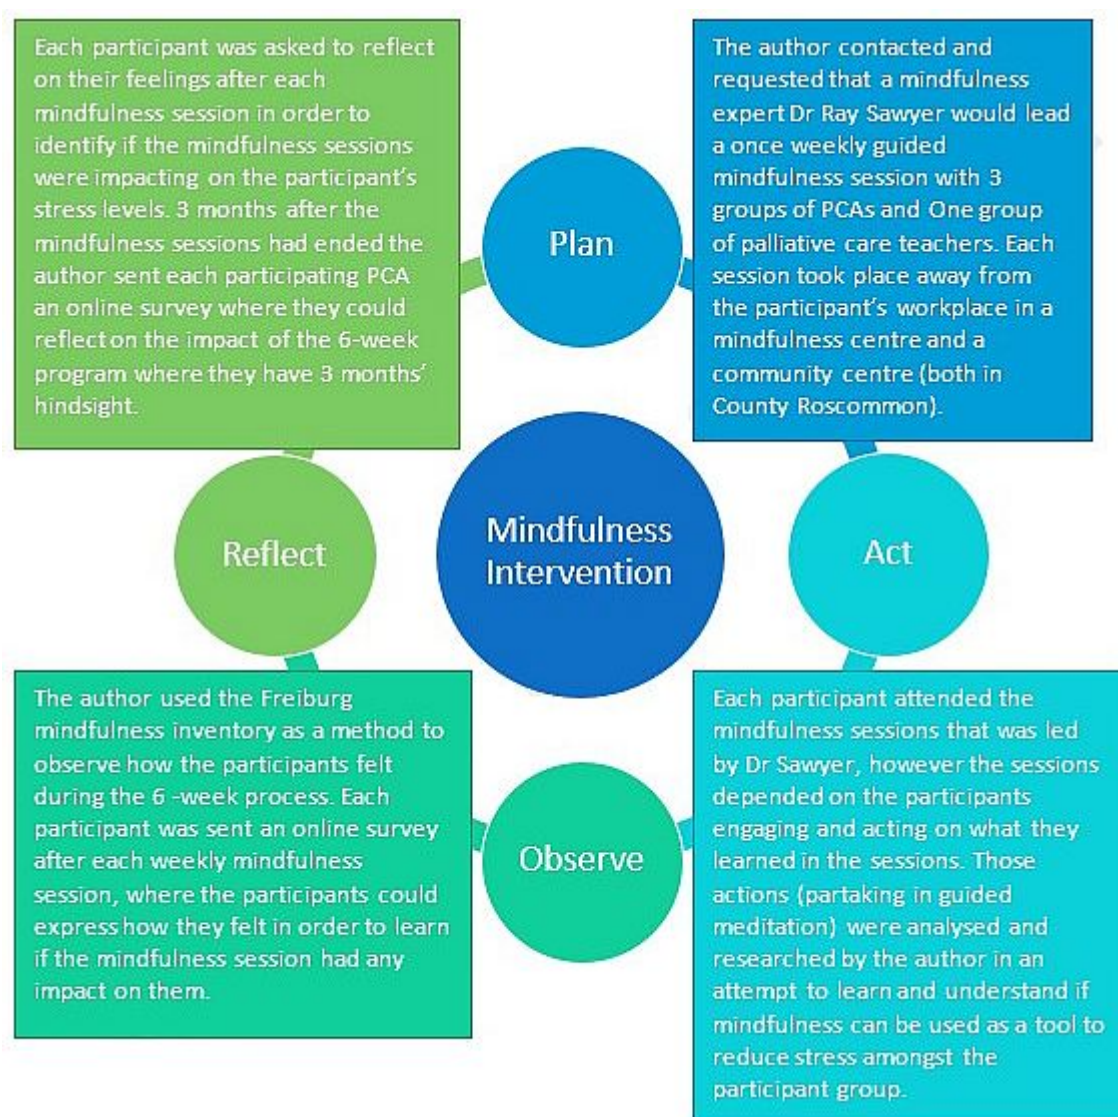 Each participant was asked to reflect
on their feelings after each
mindfulness session in order to
identify if the mindfulness sessions
were impacting on the participant's
stress levels. 3 months after the
mindfulness sessions had ended the
author sent each participating PCA
an online survey where they could
reflect on the impact of the 6-week
program where they have 3 months'
hindsight.
The author contacted and
requested that a mindfulness
expert Dr Ray Sawyer would lead
a once weekly guided
mindfulness session with 3
groups of PCAs and One group
of palliative care teachers. Each
session took place away from
the participant's workplace in a
mindfulness centre and a
community centre (both in
County Roscommon).
Plan
Reflect
Mindfulness
Intervention
Act
The author used the Freiburg
mindfulness inventory as a method to
observe how the participants felt
during the 6 -week process. Each
participant was sent an online survey
after each weekly mindfulness
session, where the participants could
express how they felt in order to learn
if the mindfulness session had any
impact on them.
Observe
Each participant attended the
mindfulness sessions that was led
by Dr Sawyer, however the sessions
depended on the participants
engaging and acting on what they
learned in the sessions. Those
actions (partaking in guided
meditation) were analysed and
researched by the author in an
attempt to learn and understand if
mindfulness can be used as a tool to
reduce stress amongst the
participant group.